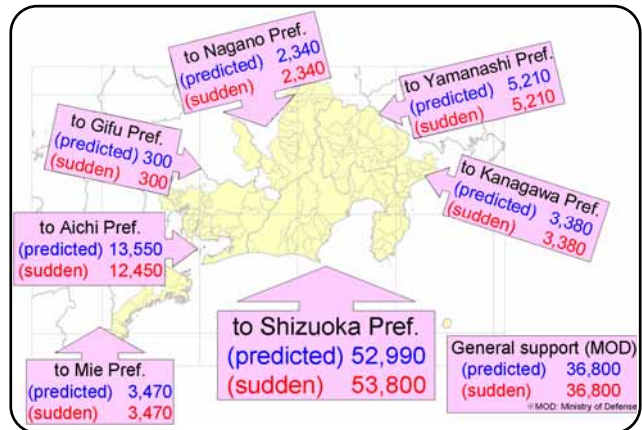 to Nagano Pref.
(predicted) 2,340
(sudden) 2,340
to Yamanashi Pref.
(predicted) 5,210
(sudden) 5,210
to Gifu Pref.
(predicted) 300
(sudden) 300
to Kanagawa Pref.
(predicted) 3,380
(sudden) 3,380
to Aichi Pref.
(predicted) 13,550
(sudden) 12,450
to Shizuoka Pref.
(predicted) 52,990
(sudden) 53,800
to Mie Pref.
(predicted) 3,470
(sudden) 3,470
General support (MOD)
(predicted) 36,800
(sudden) 36,800
※MOD: Ministry of Defense